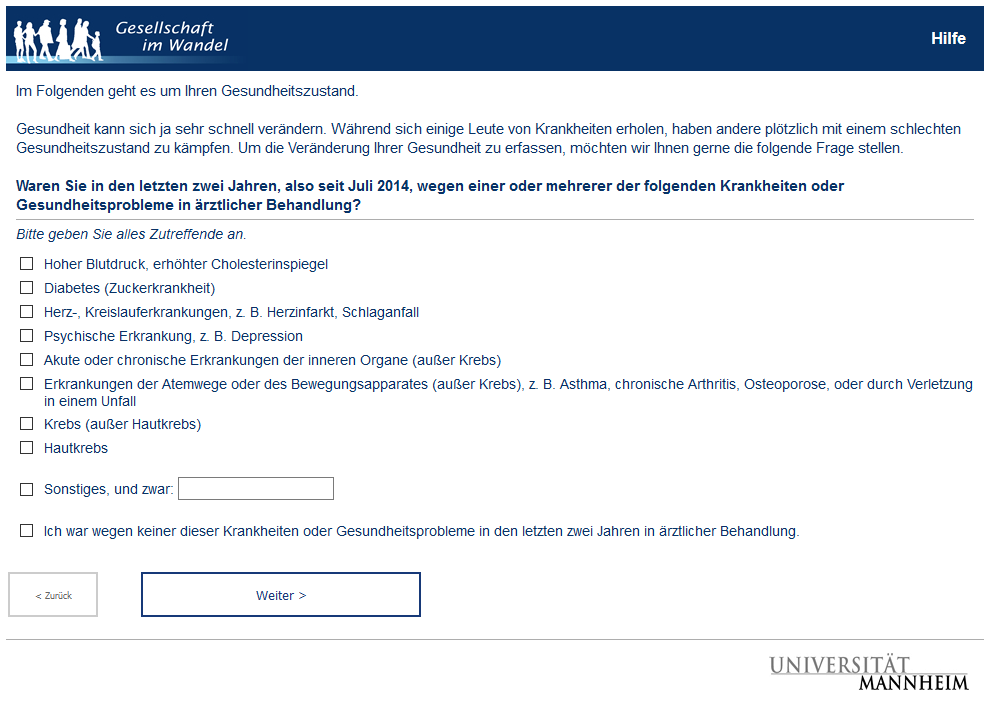 Gesellschaft
im Wandel
Hilfe
Im Folgenden geht es um Ihren Gesundheitszustand.
Gesundheit kann sich ja sehr schnell verändern. Während sich einige Leute von Krankheiten erholen, haben andere plötzlich mit einem schlechten
Gesundheitszustand zu kämpfen. Um die Veränderung Ihrer Gesundheit zu erfassen, möchten wir Ihnen gerne die folgende Frage stellen.
Waren Sie in den letzten zwei Jahren, also seit Juli 2014, wegen einer oder mehrerer der folgenden Krankheiten oder
Gesundheitsprobleme in ärztlicher Behandlung?
Bitte geben Sie alles Zutreffende an.
Hoher Blutdruck, erhöhter Cholesterinspiegel
Diabetes (Zuckerkrankheit)
Herz-, Kreislauferkrankungen, z. B. Herzinfarkt, Schlaganfall
Psychische Erkrankung, z. B. Depression
Akute oder chronische Erkrankungen der inneren Organe (außer Krebs)
Erkrankungen der Atemwege oder des Bewegungsapparates (außer Krebs), z. B. Asthma, chronische Arthritis, Osteoporose, oder durch Verletzung
in einem Unfall
Krebs (außer Hautkrebs)
Hautkrebs
Sonstiges, und zwar:
Ich war wegen keiner dieser Krankheiten oder Gesundheitsprobleme in den letzten zwei Jahren in ärztlicher Behandlung.
< Zurück
Weiter >
UNIVERSITÄT
MANNHEIM